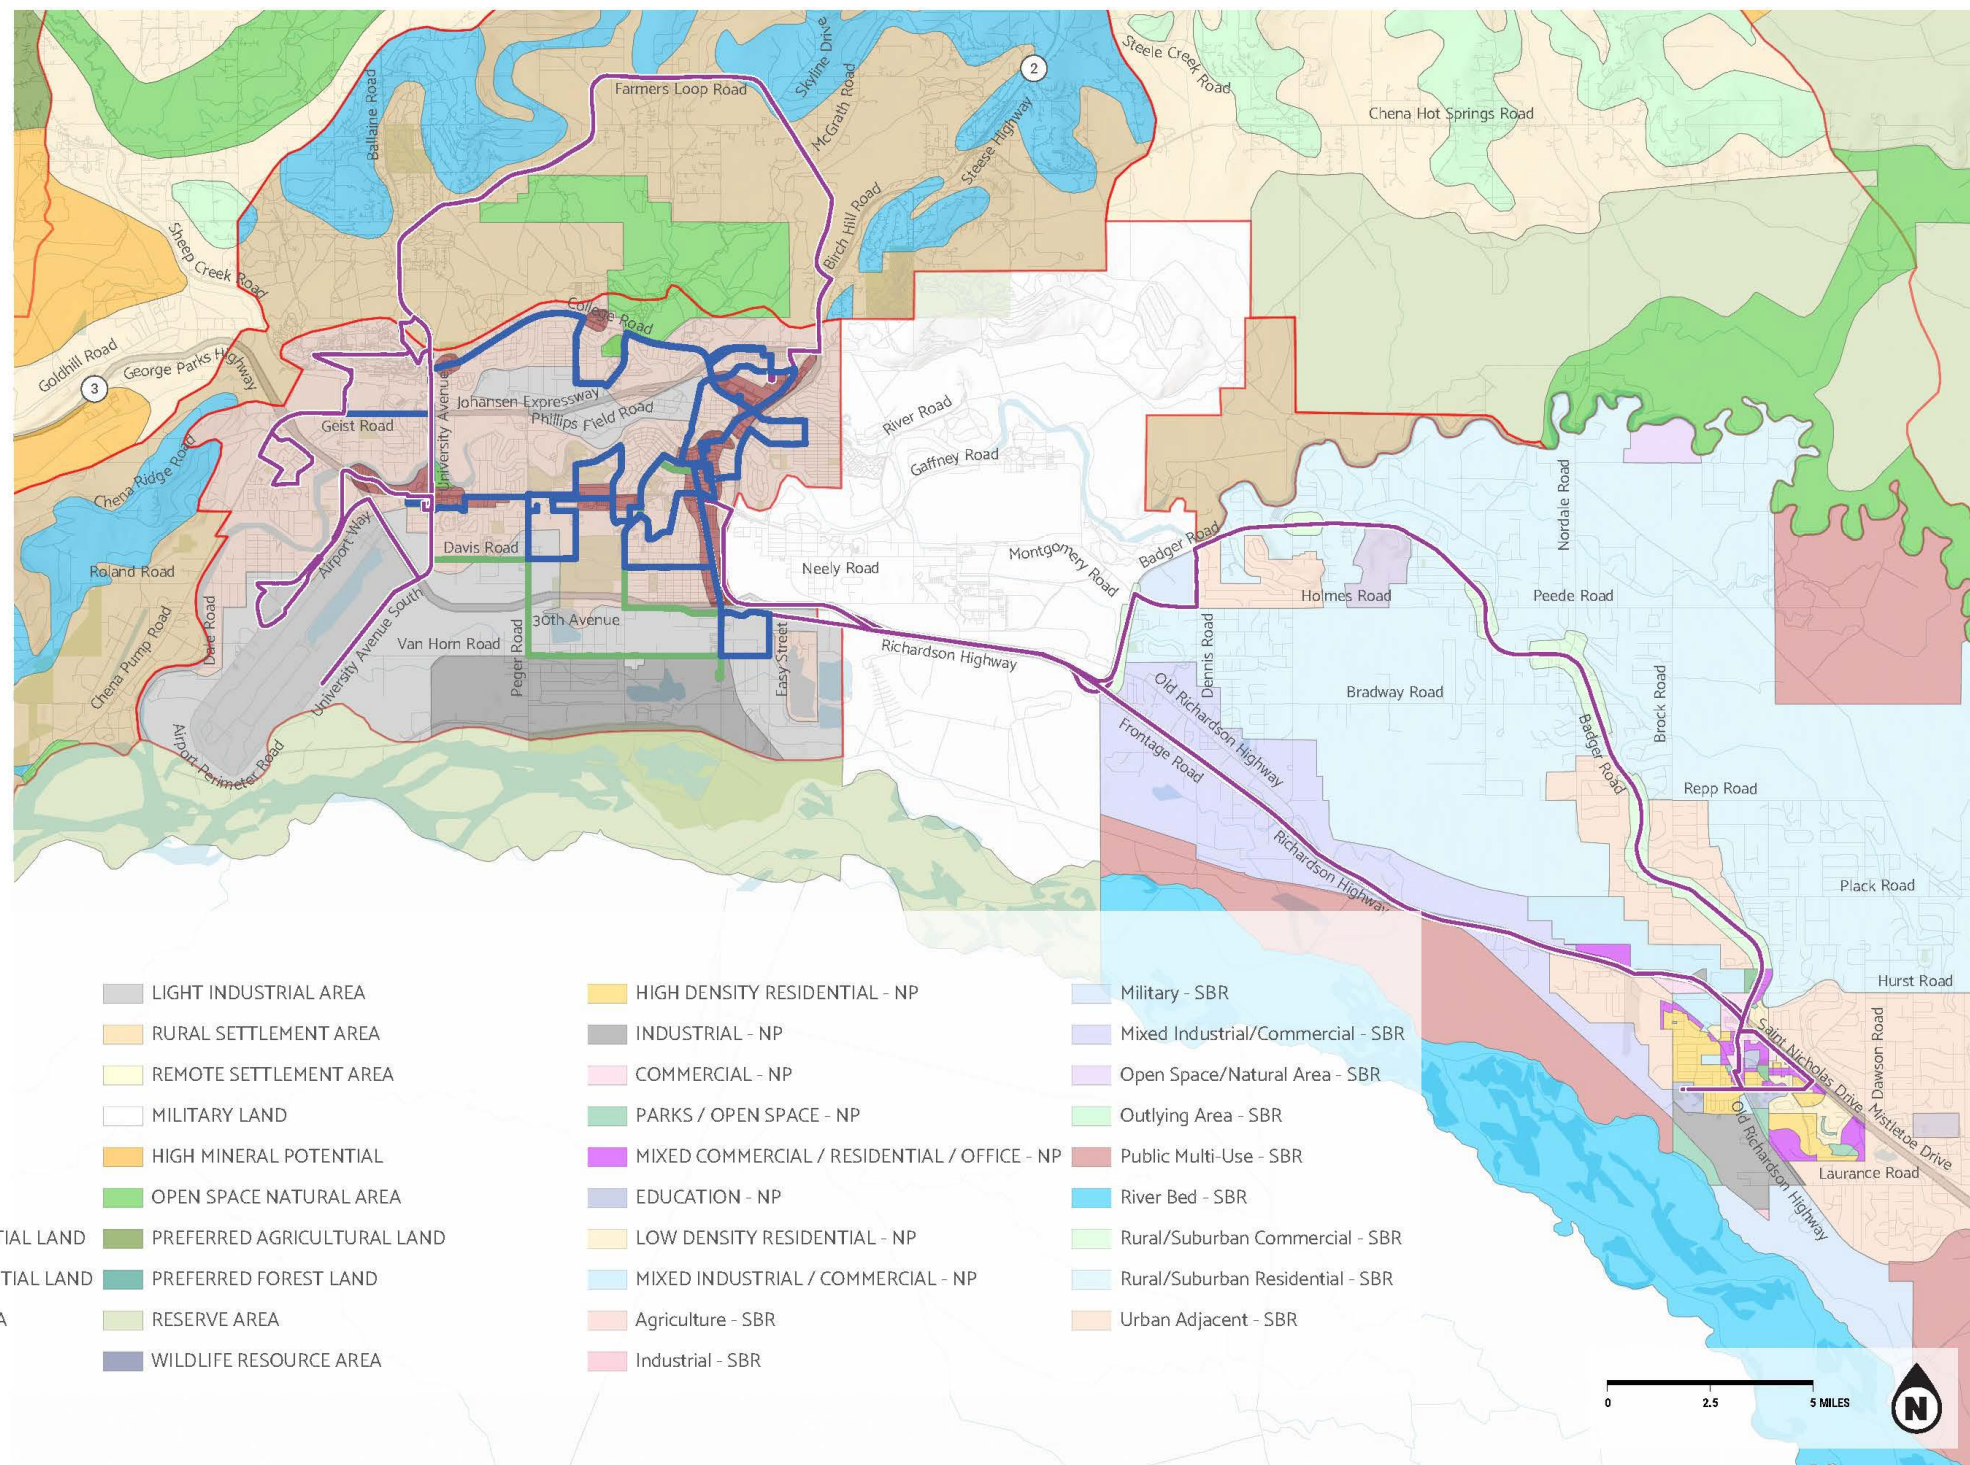 Steele Creek Road
Skyline Drive
2
Farmers Loop Road
McGrath Road
Ballaine Road
Chena Hot Springs Road
Steese Highway
Birch Hill Road
Sheep Creek Road
College Road
Goldhill Road
George Parks Highway
3
Johansen Expressway
Phillips Field Road
University Avenue
River Road
Geist Road
Gaffney Road
Chena Ridge Road
Nordale Road
Airport Way
Davis Road
Badger Road
Montgomery Road
Neely Road
Roland Road
Holmes Road
Peede Road
Dale Road
Chena Pump Road
University Avenue South
30th Avenue
Van Horn Road
Peger Road
Easy Street
Richardson Highway
Dennis Road
Old Richardson Highway
Bradway Road
Brock Road
Frontage Road
Badger Road
Airport Perimeter Road
Repp Road
Richardson Highway
Plack Road
Hurst Road
Saint Nicholas Drive
Dawson Road
Mistletoe Drive
Old Richardson Highway
Laurance Road
TIAL LAND
TIAL LAND
A
LIGHT INDUSTRIAL AREA
RURAL SETTLEMENT AREA
REMOTE SETTLEMENT AREA
MILITARY LAND
HIGH MINERAL POTENTIAL
OPEN SPACE NATURAL AREA
PREFERRED AGRICULTURAL LAND
PREFERRED FOREST LAND
RESERVE AREA
WILDLIFE RESOURCE AREA
HIGH DENSITY RESIDENTIAL - NP
INDUSTRIAL - NP
COMMERCIAL - NP
PARKS / OPEN SPACE - NP
MIXED COMMERCIAL / RESIDENTIAL / OFFICE - NP
EDUCATION - NP
LOW DENSITY RESIDENTIAL - NP
MIXED INDUSTRIAL / COMMERCIAL - NP
Agriculture - SBR
Industrial - SBR
Military - SBR
Mixed Industrial/Commercial - SBR
Open Space/Natural Area - SBR
Outlying Area - SBR
Public Multi-Use - SBR
River Bed - SBR
Rural/Suburban Commercial - SBR
Rural/Suburban Residential - SBR
Urban Adjacent - SBR
0
2.5
5 MILES
N